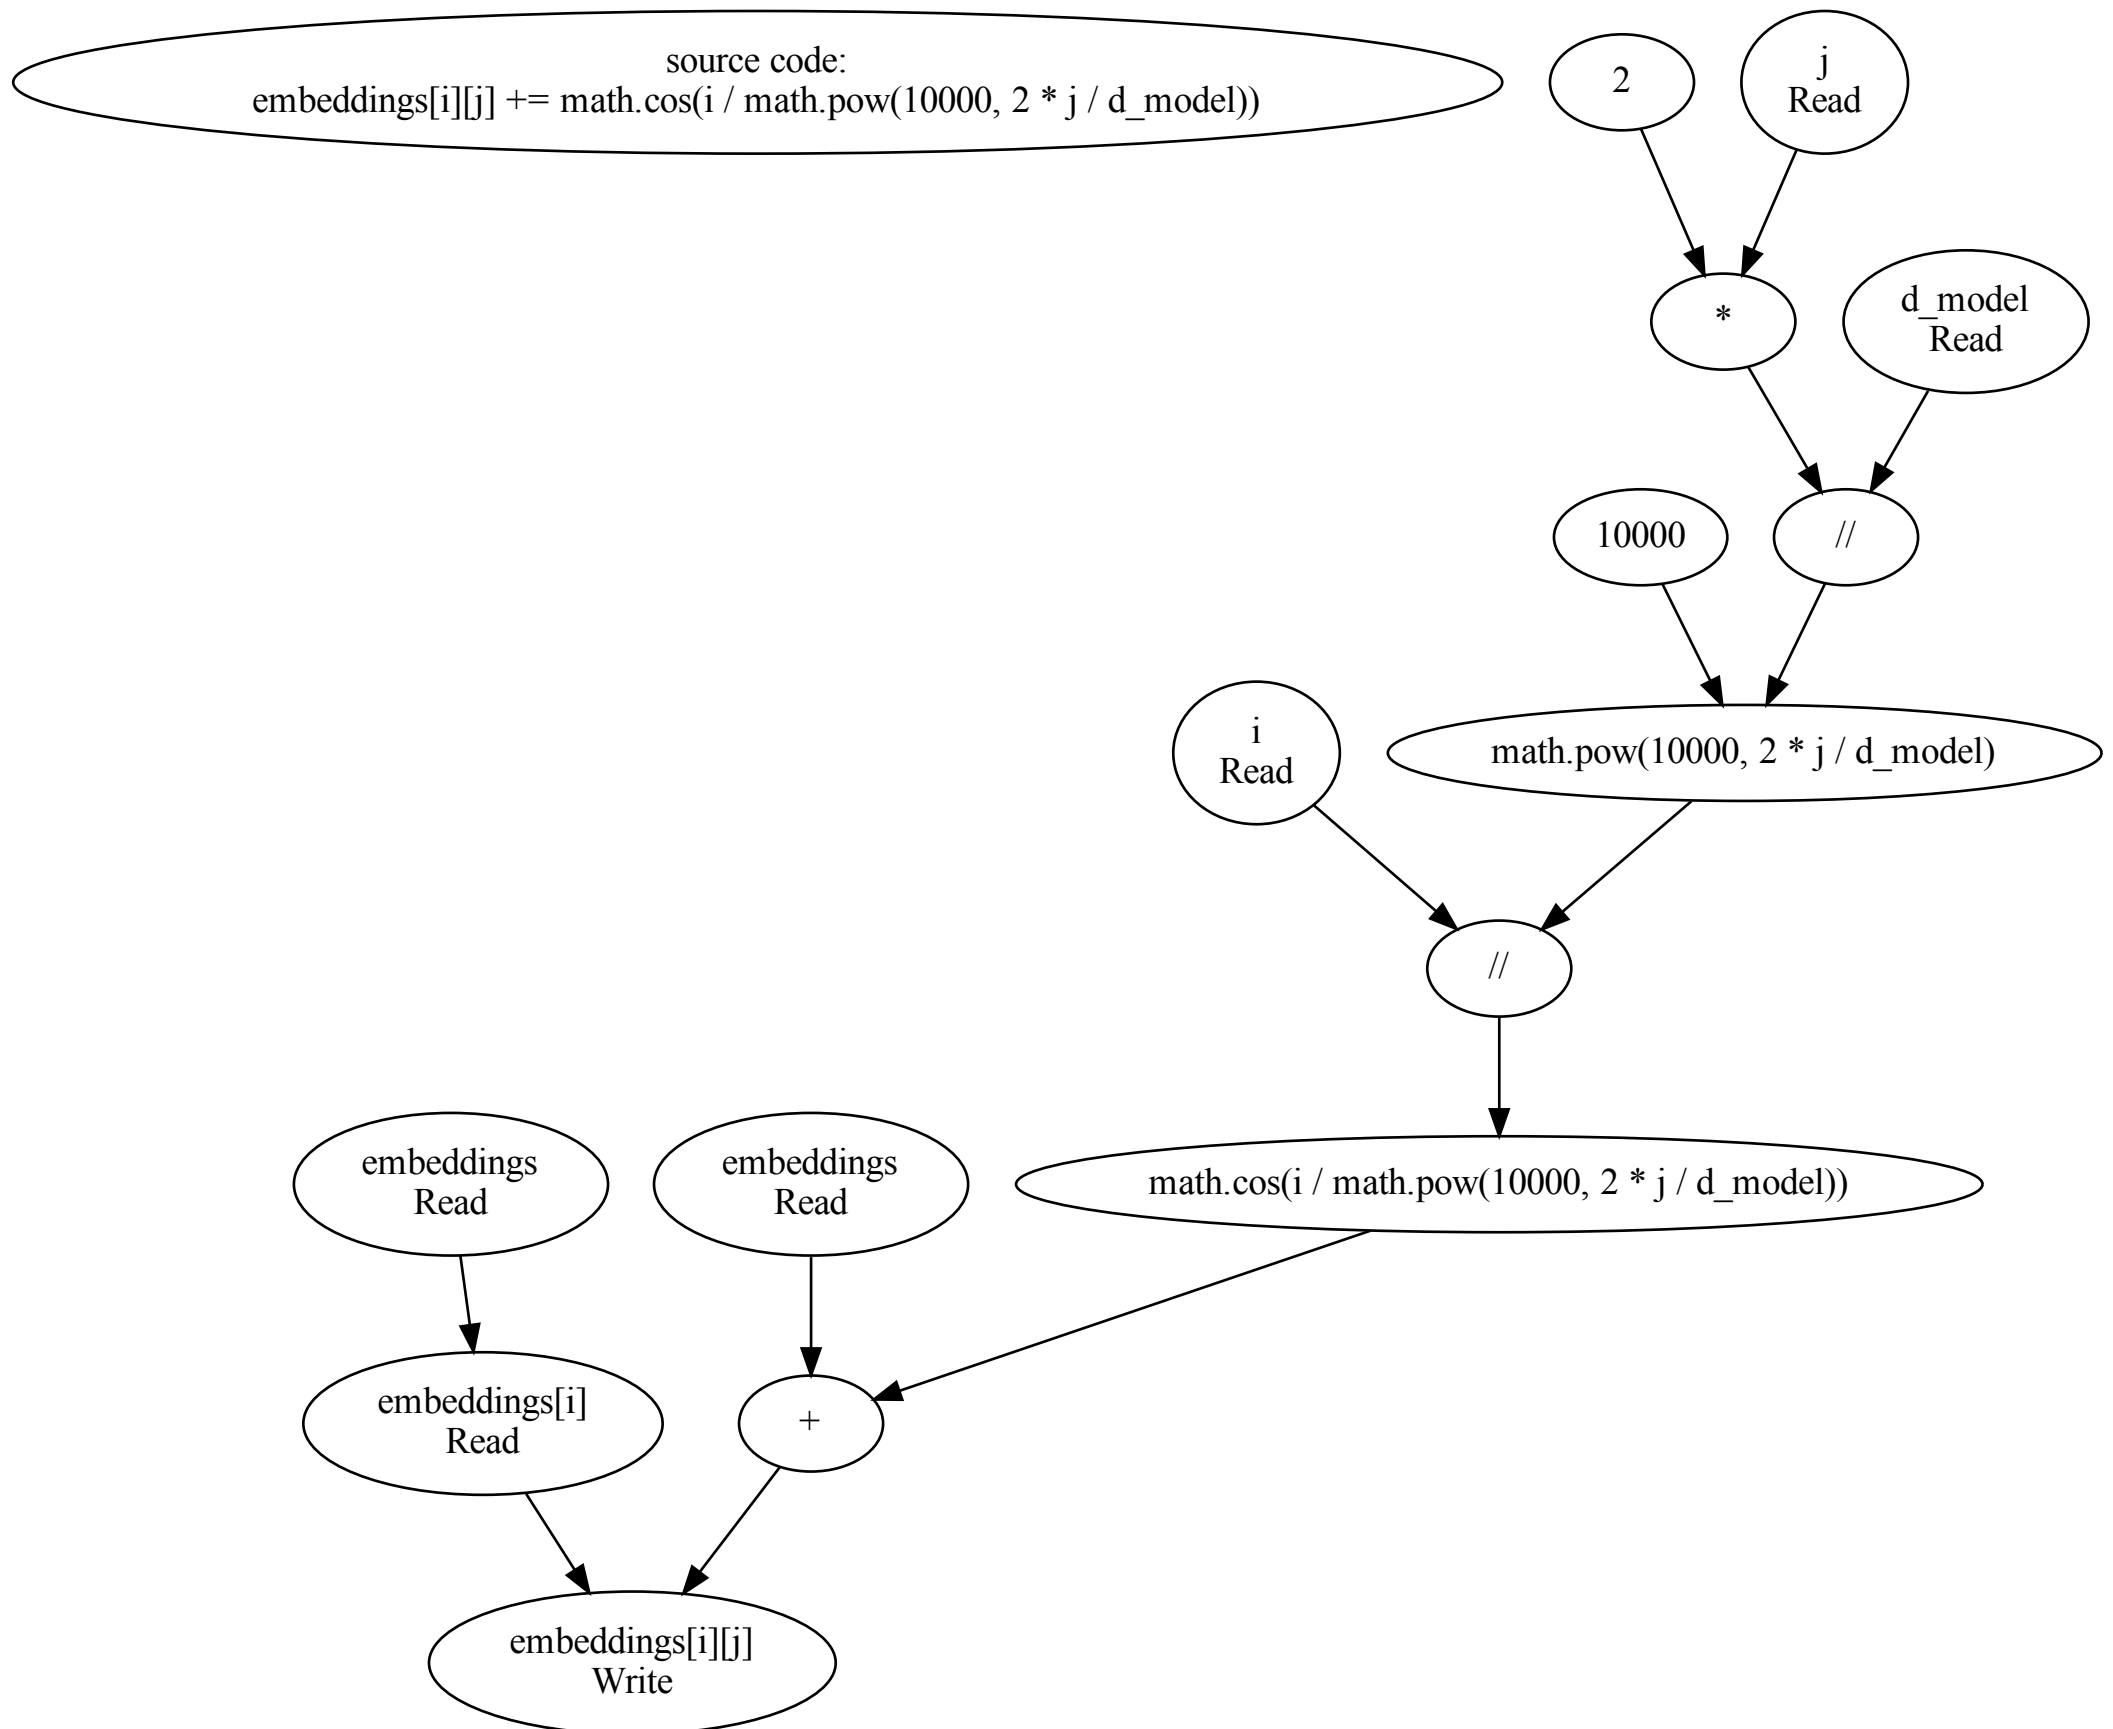 source code:
embeddings[i][j] += math.cos(i / math.pow(10000, 2 * j / d_model))
2
j
Read
*
d_model
Read
10000
//
i
Read
math.pow(10000, 2 * j / d_model)
//
embeddings
Read
embeddings
Read
math.cos(i / math.pow(10000, 2 * j / d_model))
embeddings[i]
Read
+
embeddings[i][j]
Write